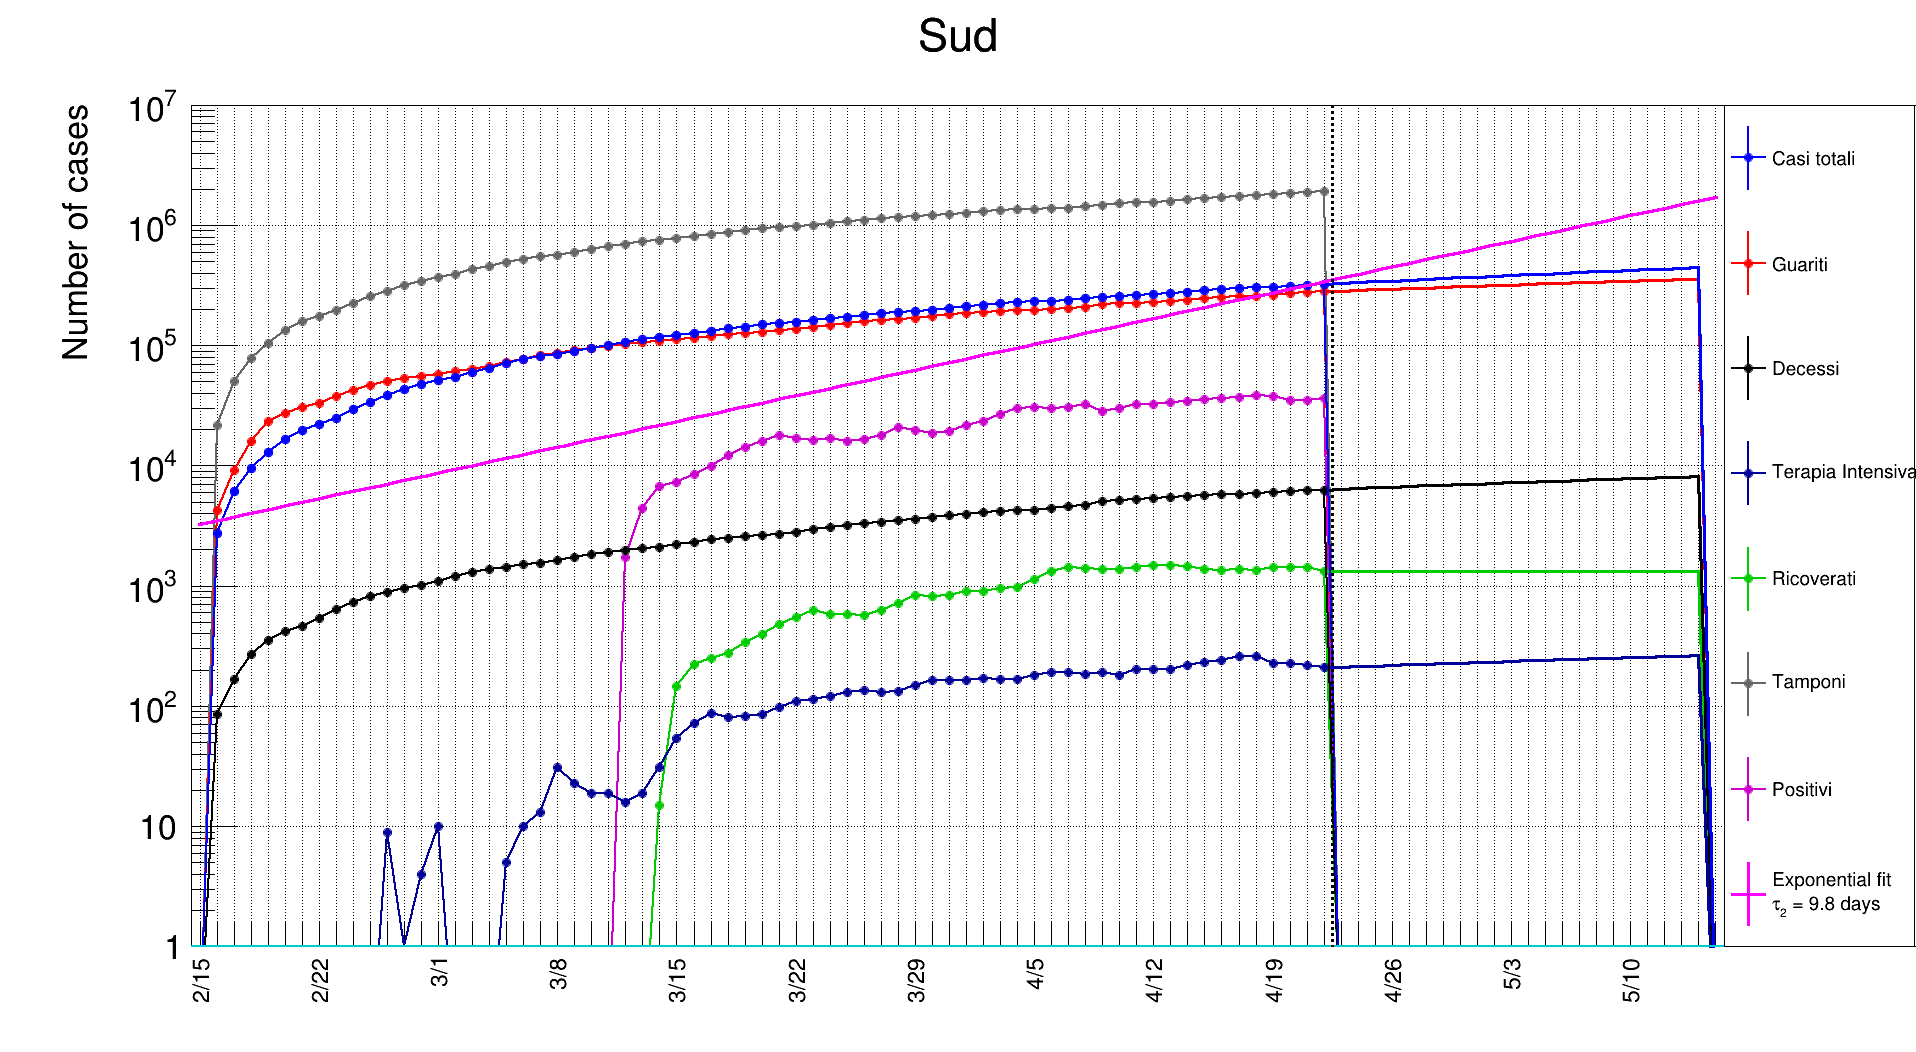 Sud
Number of cases
10^7
10^6
10^5
10^4
10^3
10^2
10
1
2/15 2/22 3/1 3/8 3/15 3/22 3/29 4/5 4/12 4/19 4/26 5/3 5/10
Casi totali
Guariti
Decessi
Terapia Intensiva
Ricoverati
Tamponi
Positivi
Exponential fit
τ₂ = 9.8 days